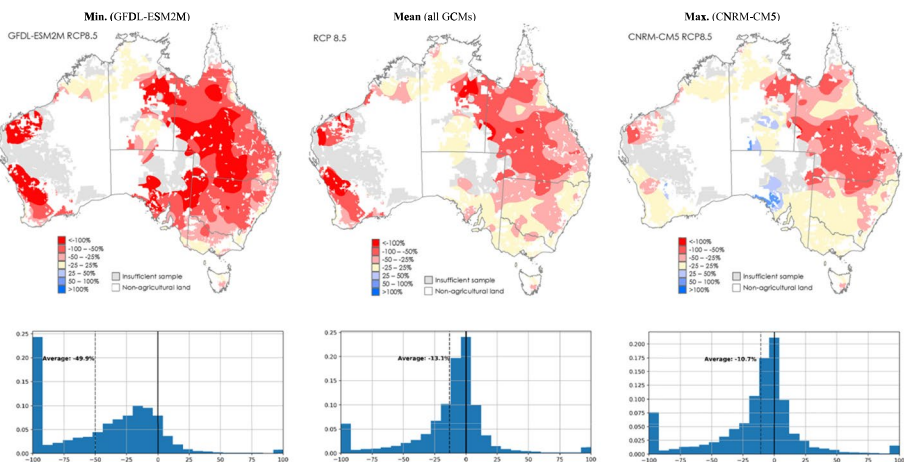 Min. (GFDL-ESM2M)
Mean (all GCMs)
Max. (CNRM-CM5)
GFDL-ESM2M RCP8.5
RCP 8.5
CNRM-CM5 RCP8.5
<-100%
-100 – -50%
-50 – -25%
-25 – 25%
25 – 50%
50 – 100%
>100%
Insufficient sample
Non-agricultural land
<-100%
-100 – -50%
-50 – -25%
-25 – 25%
25 – 50%
50 – 100%
>100%
Insufficient sample
Non-agricultural land
<-100%
-100 – -50%
-50 – -25%
-25 – 25%
25 – 50%
50 – 100%
>100%
Insufficient sample
Non-agricultural land
0.25
0.20
0.15
0.10
0.05
0.00
Average: -49.9%
−100 −75 −50 −25 0 25 50 75 100
0.25
0.20
0.15
0.10
0.05
0.00
Average: -13.1%
−100 −75 −50 −25 0 25 50 75 100
0.200
0.175
0.150
0.125
0.100
0.075
0.050
0.025
0.000
Average: -10.7%
−100 −75 −50 −25 0 25 50 75 100